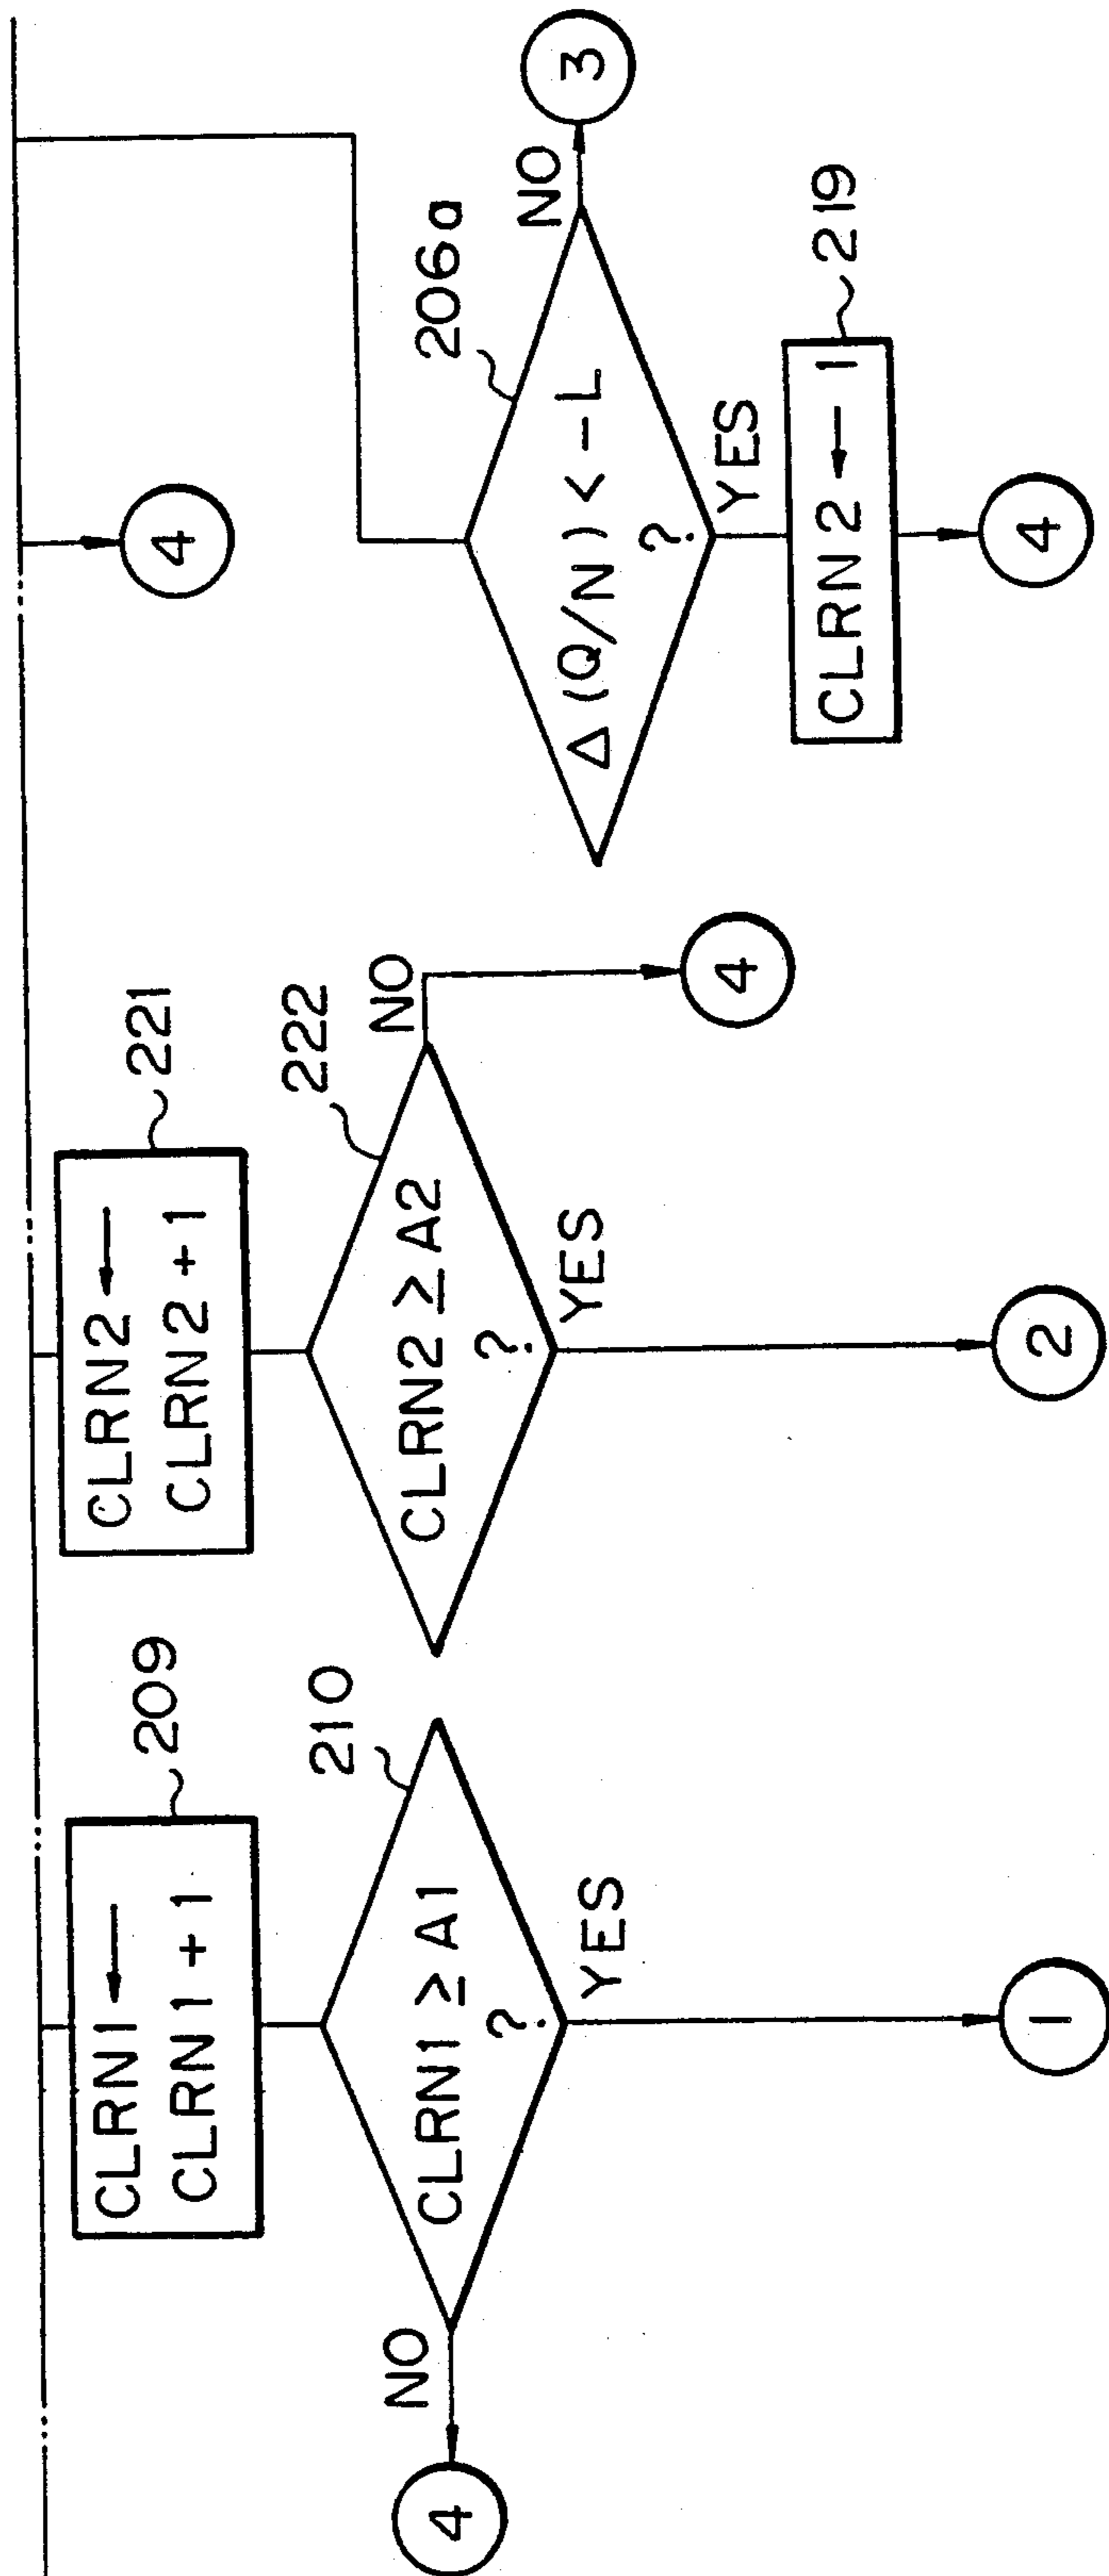 CLRN1 ←
CLRN1 + 1
209
CLRN1 ≥ A1
?
210
NO
4
YES
1
CLRN2 ←
CLRN2 + 1
221
CLRN2 ≥ A2
?
222
NO
4
YES
2
4
Δ (Q/N) < -L
?
206a
NO
3
YES
CLRN2 ← 1
219
4